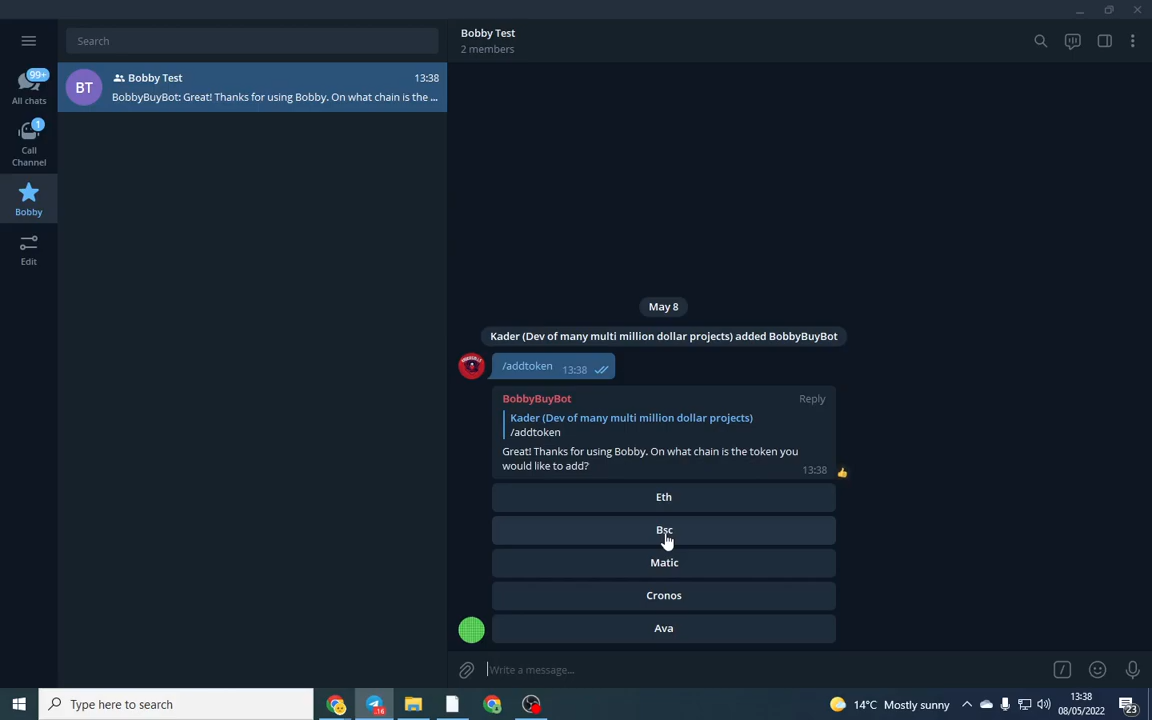 Search
Bobby Test
2 members
99+
All chats
BT
Bobby Test
13:38
BobbyBuyBot: Great! Thanks for using Bobby. On what chain is the ...
1
Call
Channel
Bobby
Edit
May 8
Kader (Dev of many multi million dollar projects) added BobbyBuyBot
/addtoken
13:38
BobbyBuyBot
Reply
Kader (Dev of many multi million dollar projects)
/addtoken
Great! Thanks for using Bobby. On what chain is the token you
would like to add?
13:38
Eth
Bsc
Matic
Cronos
Ava
Write a message...
Type here to search
16
14°C Mostly sunny
13:38
08/05/2022
23